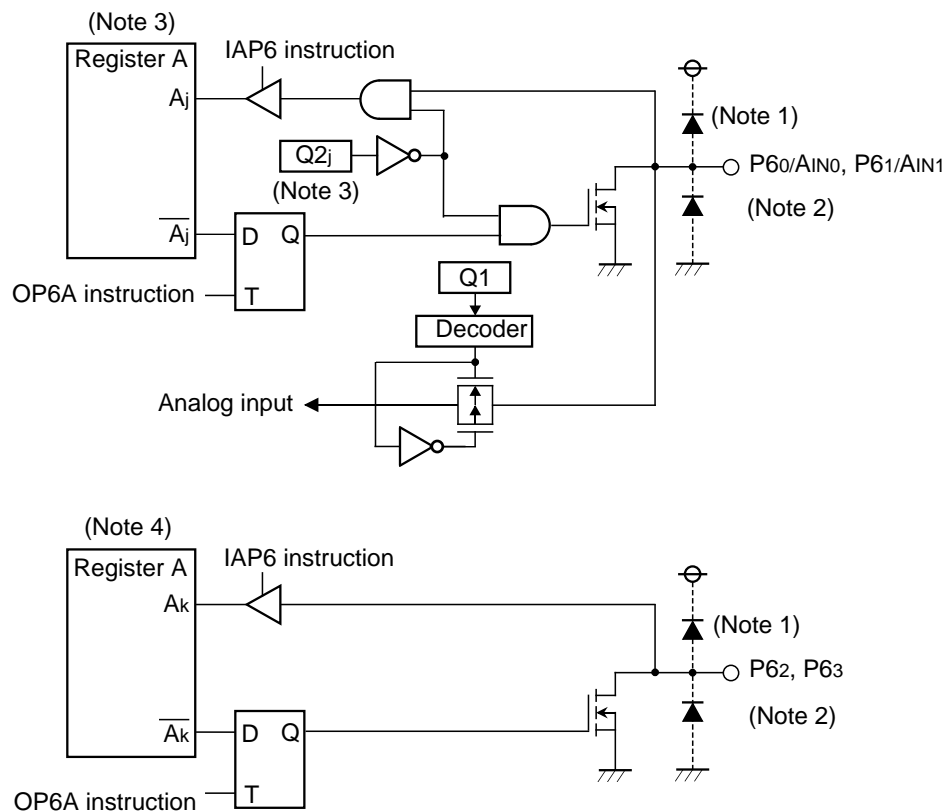 (Note 3)
Register A
IAP6 instruction
Aj
(Note 1)
Q2j
P60/AIN0, P61/AIN1
(Note 3)
(Note 2)
Aj
D
Q
OP6A instruction
T
Q1
Decoder
Analog input
(Note 4)
Register A
IAP6 instruction
Ak
(Note 1)
P62, P63
(Note 2)
Ak
D
Q
T
OP6A instruction